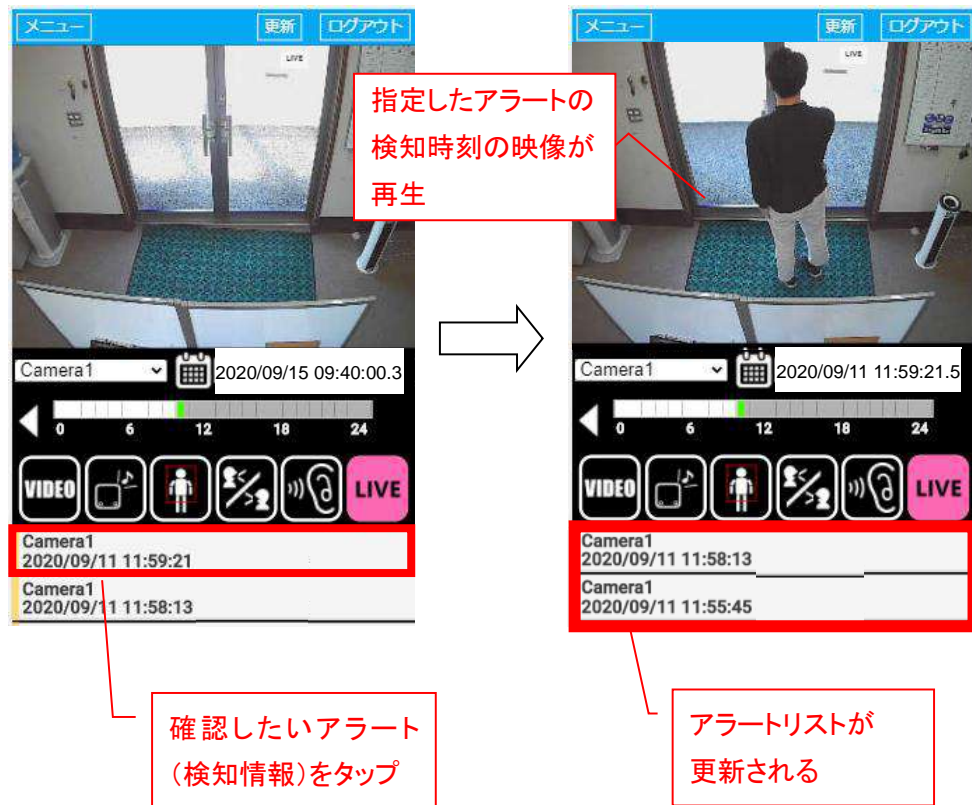 メニュー 更新 ログアウト
LIVE
Camera1 2020/09/15 09:40:00.3
0 6 12 18 24
VIDEO LIVE
Camera1
2020/09/11 11:59:21
Camera1
2020/09/11 11:58:13
確認したいアラート
(検知情報)をタップ
指定したアラートの
検知時刻の映像が
再生
メニュー 更新 ログアウト
LIVE
Camera1 2020/09/11 11:59:21.5
0 6 12 18 24
VIDEO LIVE
Camera1
2020/09/11 11:58:13
Camera1
2020/09/11 11:55:45
アラートリストが
更新される